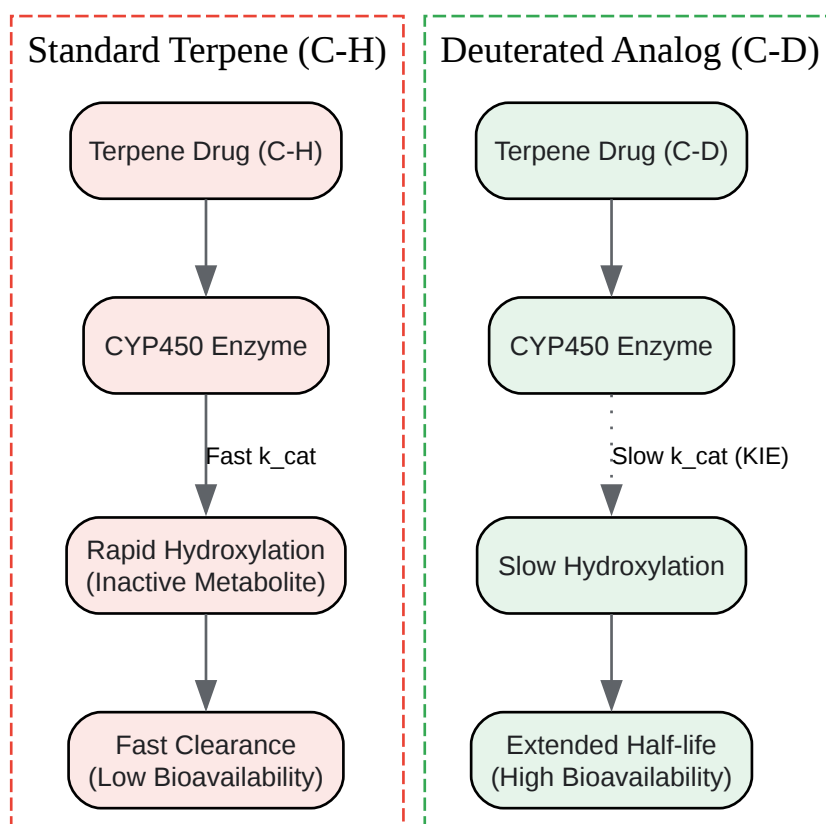 Standard Terpene (C-H)
Terpene Drug (C-H)
CYP450 Enzyme
Fast k_cat
Rapid Hydroxylation
(Inactive Metabolite)
Fast Clearance
(Low Bioavailability)
Deuterated Analog (C-D)
Terpene Drug (C-D)
CYP450 Enzyme
Slow k_cat (KIE)
Slow Hydroxylation
Extended Half-life
(High Bioavailability)